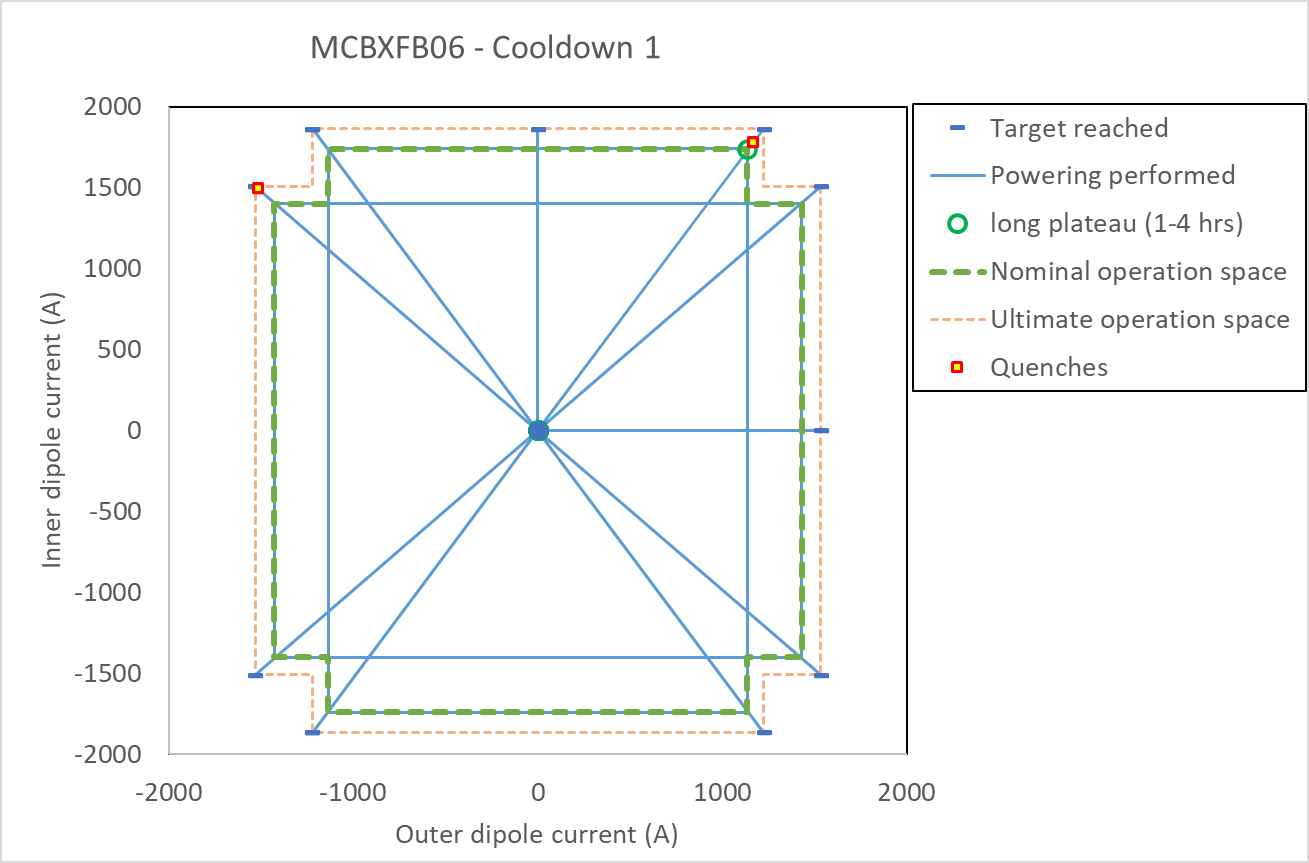 MCBXFB06 - Cooldown 1
2000
1500
1000
500
0
-500
-1000
-1500
-2000
-2000
-1000
0
1000
2000
Inner dipole current (A)
Outer dipole current (A)
Target reached
Powering performed
long plateau (1-4 hrs)
Nominal operation space
Ultimate operation space
Quenches